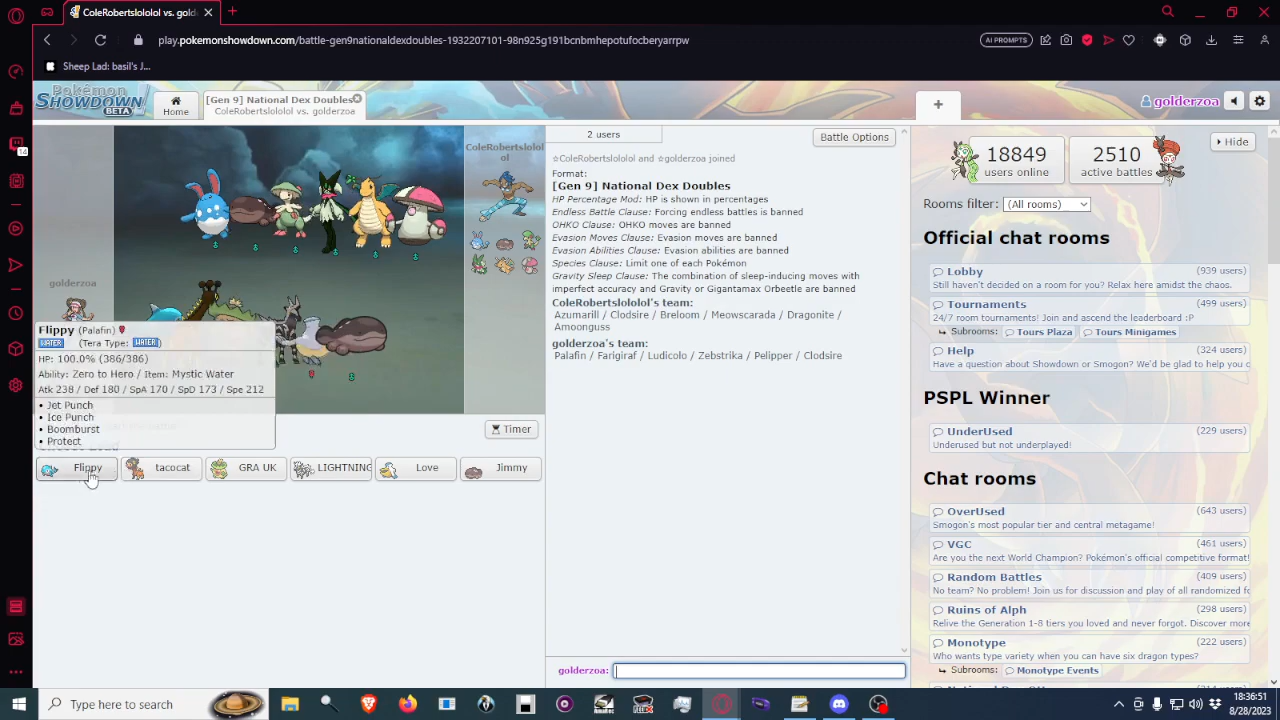 ColeRobertslololol vs. golde
play.pokemonshowdown.com/battle-gen9nationaldexdoubles-1932207101-98n925g191bcnbmhepotufocberyarrpw
AI PROMPTS
Sheep Lad: basil's J...
Pokémon
SHOWDOWN
BETA
Home
[Gen 9] National Dex Doubles
ColeRobertslololol vs. golderzoa
golderzoa
14
ColeRobertslolol
ol
golderzoa
Flippy (Palafin)
WATER (Tera Type: WATER)
HP: 100.0% (386/386)
Ability: Zero to Hero / Item: Mystic Water
Atk 238 / Def 180 / SpA 170 / SpD 173 / Spe 212
• Jet Punch
• Ice Punch
• Boomburst
• Protect
Timer
Flippy
tacocat
GRA UK
LIGHTNING
Love
Jimmy
2 users
Battle Options
☆ColeRobertslololol and ☆golderzoa joined
Format:
[Gen 9] National Dex Doubles
HP Percentage Mod: HP is shown in percentages
Endless Battle Clause: Forcing endless battles is banned
OHKO Clause: OHKO moves are banned
Evasion Moves Clause: Evasion moves are banned
Evasion Abilities Clause: Evasion abilities are banned
Species Clause: Limit one of each Pokémon
Gravity Sleep Clause: The combination of sleep-inducing moves with
imperfect accuracy and Gravity or Gigantamax Orbeetle are banned
ColeRobertslololol's team:
Azumarill / Clodsire / Breloom / Meowscarada / Dragonite /
Amoonguss
golderzoa's team:
Palafin / Farigiraf / Ludicolo / Zebstrika / Pelipper / Clodsire
golderzoa:
18849
users online
2510
active battles
Hide
Rooms filter: (All rooms)
Official chat rooms
Lobby (939 users)
Still haven't decided on a room for you? Relax here amidst the chaos.
Tournaments (499 users)
24/7 room tournaments! Join and ascend the leaderboard :P
Subrooms: Tours Plaza Tours Minigames
Help (324 users)
Have a question about Showdown or Smogon? We'd be glad to help you c
PSPL Winner
UnderUsed (229 users)
Underused but not underplayed!
Chat rooms
OverUsed (643 users)
Smogon's most popular tier and central metagame!
VGC (461 users)
Are you the next World Champion? Pokémon's official competitive format!
Random Battles (409 users)
No team? No problem! Join us for discussion and play of all randomized fo
Ruins of Alph (298 users)
Relive the Generation 1-8 tiers you loved and never forgot. Discover more
Monotype (222 users)
Who wants type variety when you can have six dragon types?
Subrooms: Monotype Events
Type here to search
18:36:51
8/28/2023